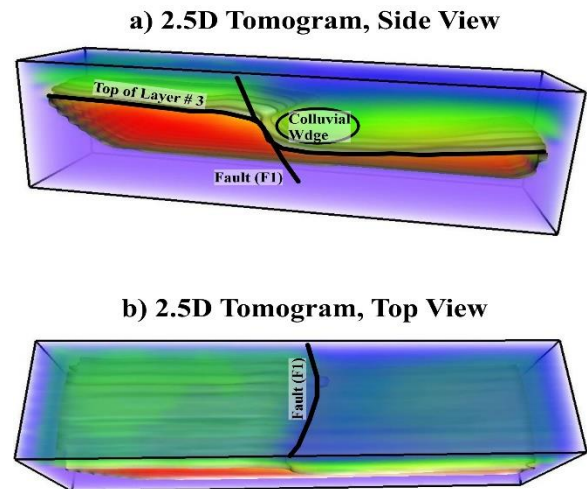 a) 2.5D Tomogram, Side View
Top of Layer # 3
Colluvial
Wdge
Fault (F1)
b) 2.5D Tomogram, Top View
Fault (F1)